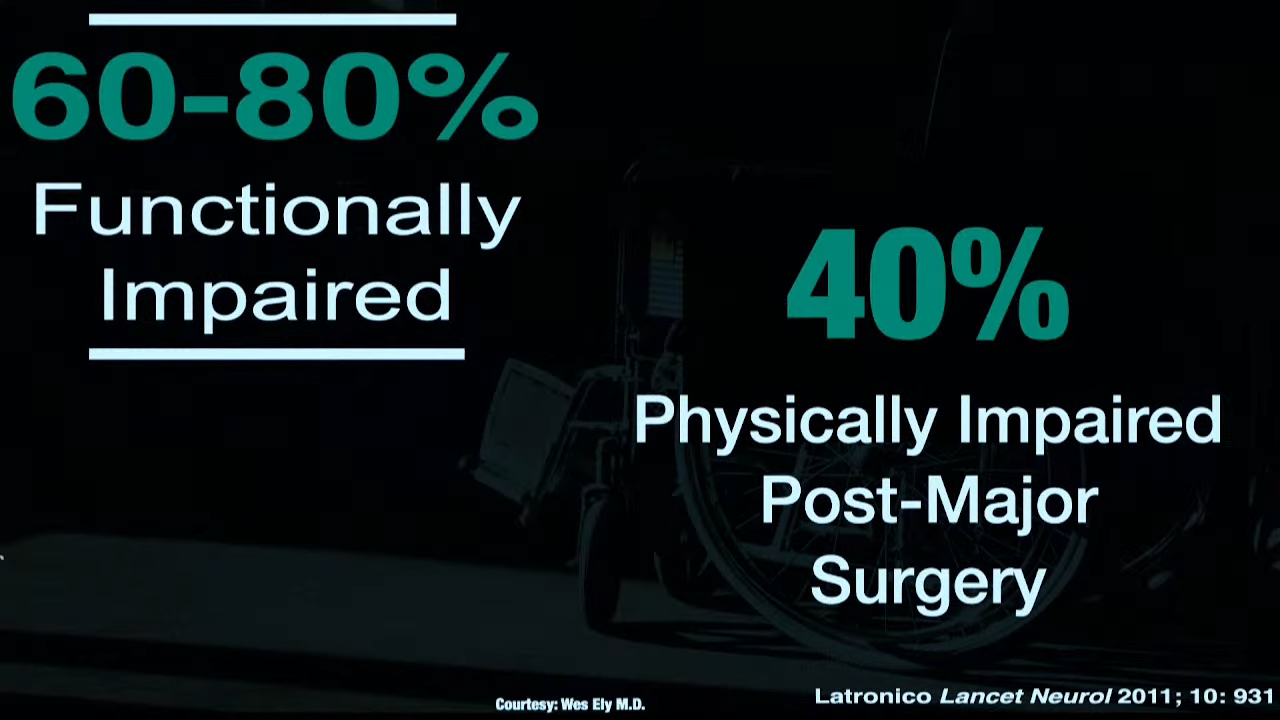 60-80%
Functionally
Impaired
40%
Physically Impaired
Post-Major
Surgery
Courtesy: Wes Ely M.D.
Latronico Lancet Neurol 2011; 10: 931